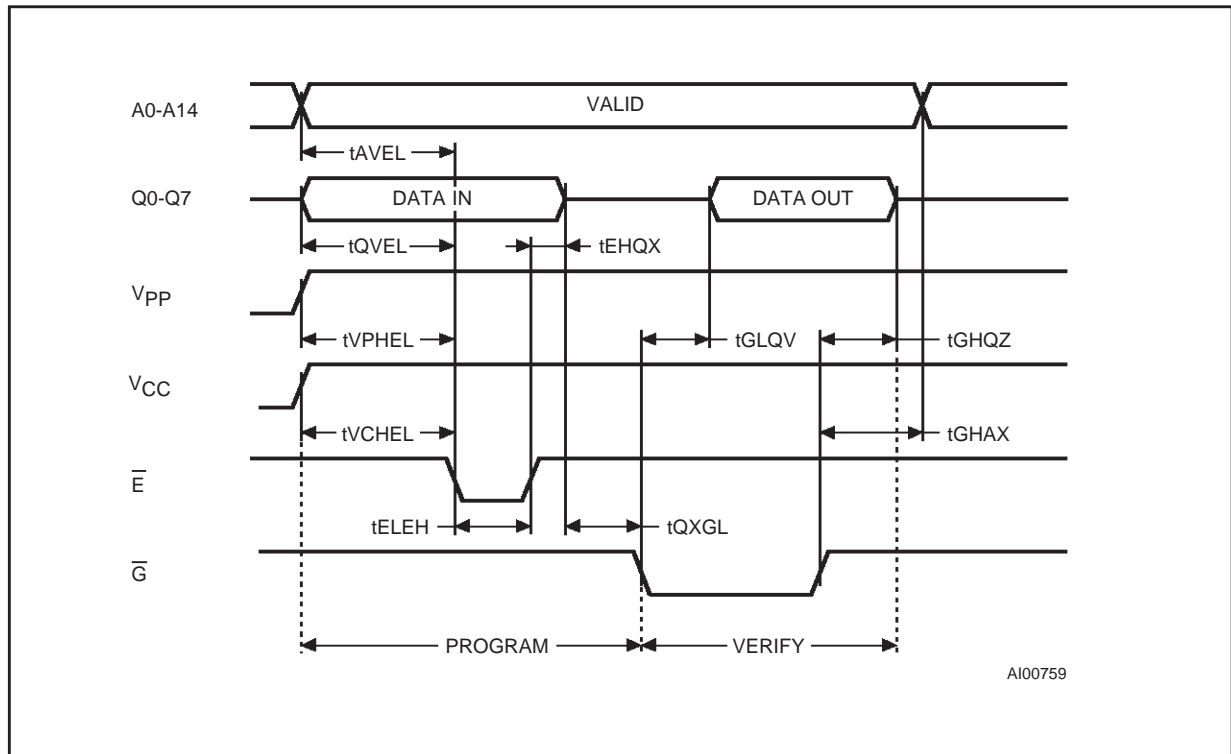 A0-A14
VALID
tAVEL
Q0-Q7
DATA IN
DATA OUT
tQVEL
tEHQX
VPP
tVPHEL
tGLQV
tGHQZ
VCC
tVCHEL
tGHAX
E
tELEH
tQXGL
G
PROGRAM
VERIFY
AI00759